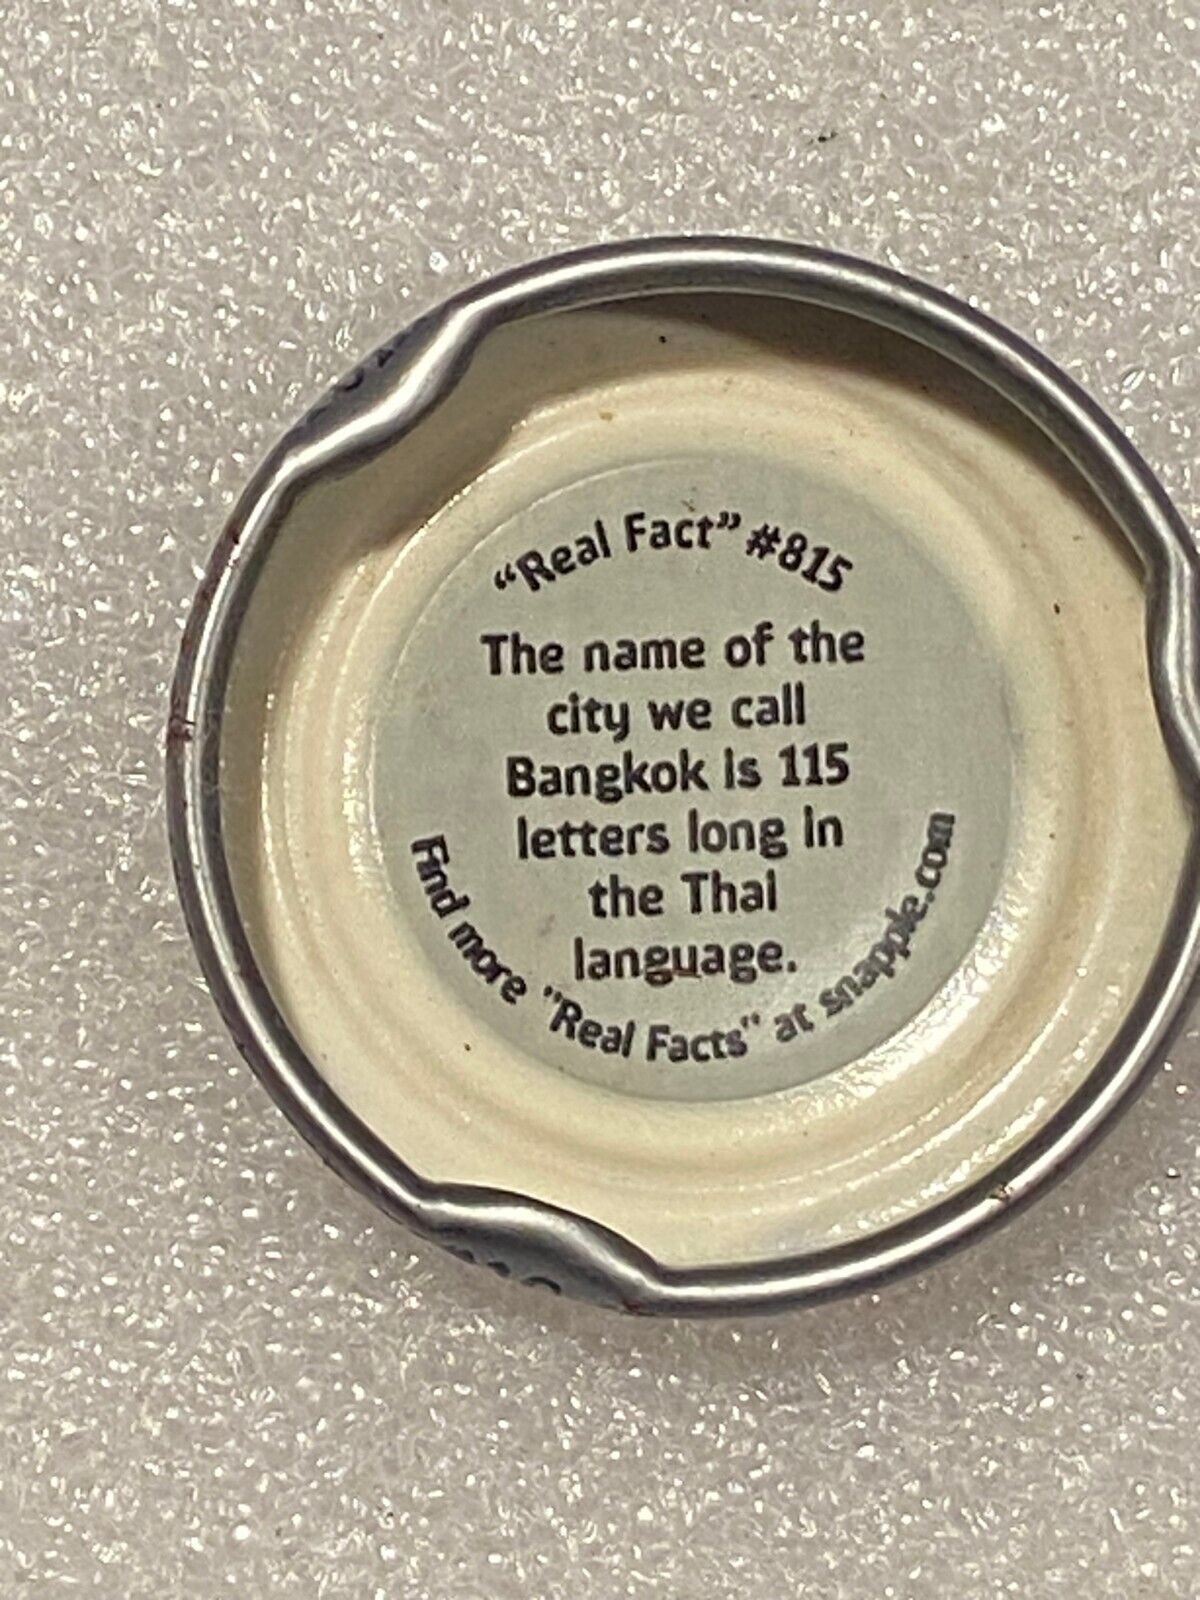 “Real Fact” #815
The name of the
city we call
Bangkok is 115
letters long in
the Thai
language.
Find more "Real Facts" at snapple.com